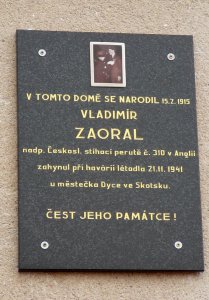 V TOMTO DOMĚ SE NARODIL 15.2.1915
VLADIMÍR
ZAORAL
nadp. Českosl. stíhací perutě č. 310 v Anglii
zahynul při havárii letadla 21.11. 1941
u městečka Dyce ve Skotsku.
ČEST JEHO PAMÁTCE !